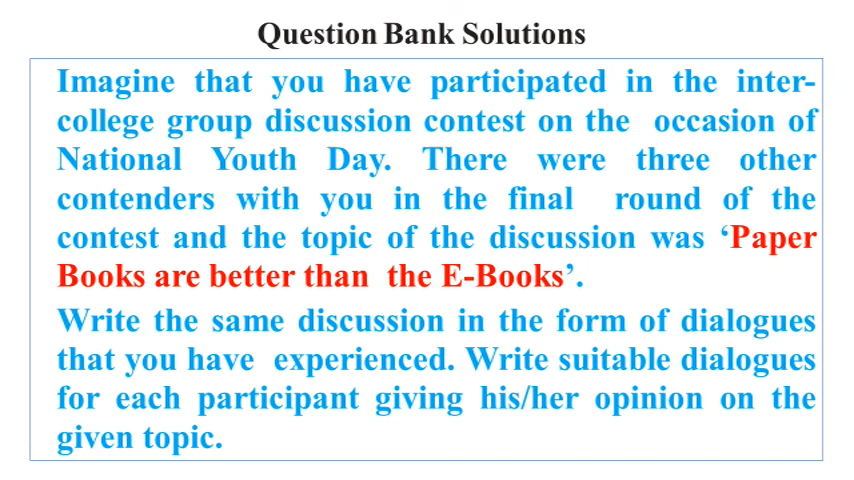 Question Bank Solutions
Imagine that you have participated in the inter-
college group discussion contest on the occasion of
National Youth Day. There were three other
contenders with you in the final round of the
contest and the topic of the discussion was ‘Paper
Books are better than the E-Books’.
Write the same discussion in the form of dialogues
that you have experienced. Write suitable dialogues
for each participant giving his/her opinion on the
given topic.